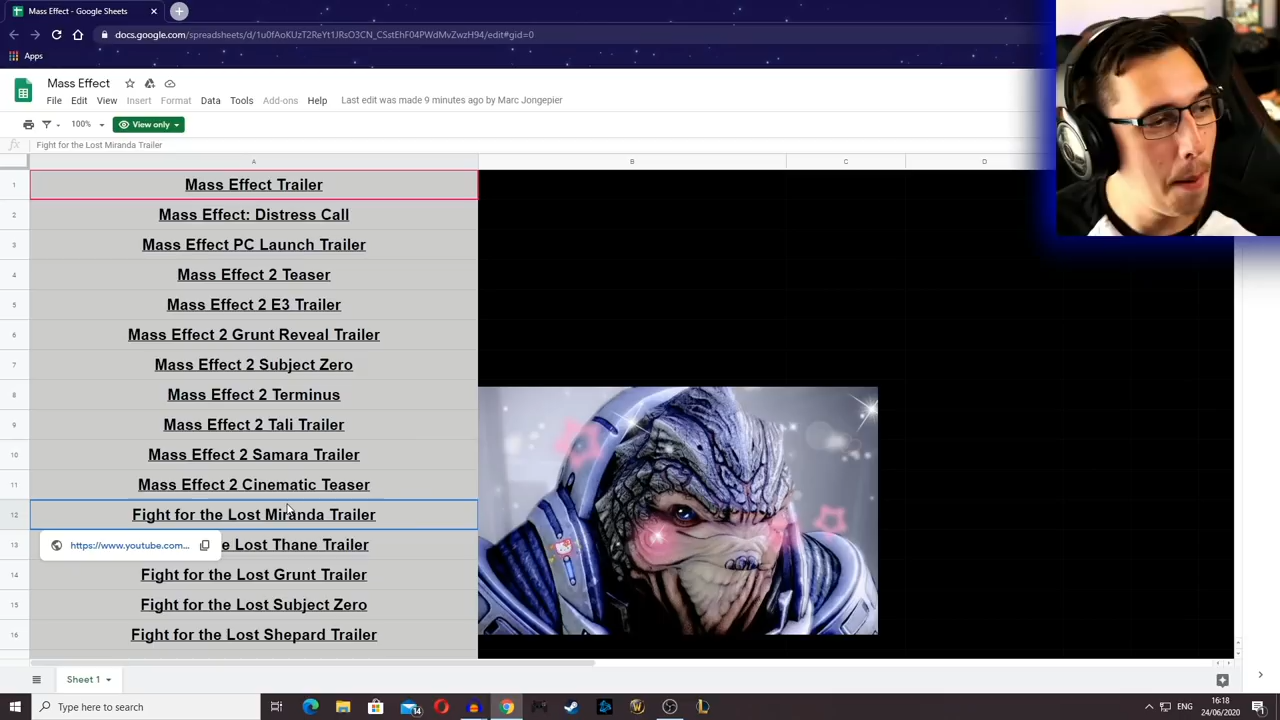 Mass Effect - Google Sheets
docs.google.com/spreadsheets/d/1u0fAoKUzT2ReYt1JRsO3CN_CSstEhF04PWdMvZwzH94/edit#gid=0
Apps
Mass Effect
File Edit View Insert Format Data Tools Add-ons Help Last edit was made 9 minutes ago by Marc Jongepier
100% View only
fx Fight for the Lost Miranda Trailer
A B C D
1 Mass Effect Trailer
2 Mass Effect: Distress Call
3 Mass Effect PC Launch Trailer
4 Mass Effect 2 Teaser
5 Mass Effect 2 E3 Trailer
6 Mass Effect 2 Grunt Reveal Trailer
7 Mass Effect 2 Subject Zero
8 Mass Effect 2 Terminus
9 Mass Effect 2 Tali Trailer
10 Mass Effect 2 Samara Trailer
11 Mass Effect 2 Cinematic Teaser
12 Fight for the Lost Miranda Trailer
13 https://www.youtube.com... e Lost Thane Trailer
14 Fight for the Lost Grunt Trailer
15 Fight for the Lost Subject Zero
16 Fight for the Lost Shepard Trailer
Sheet 1
Type here to search
14
ENG
16:18
24/06/2020
1